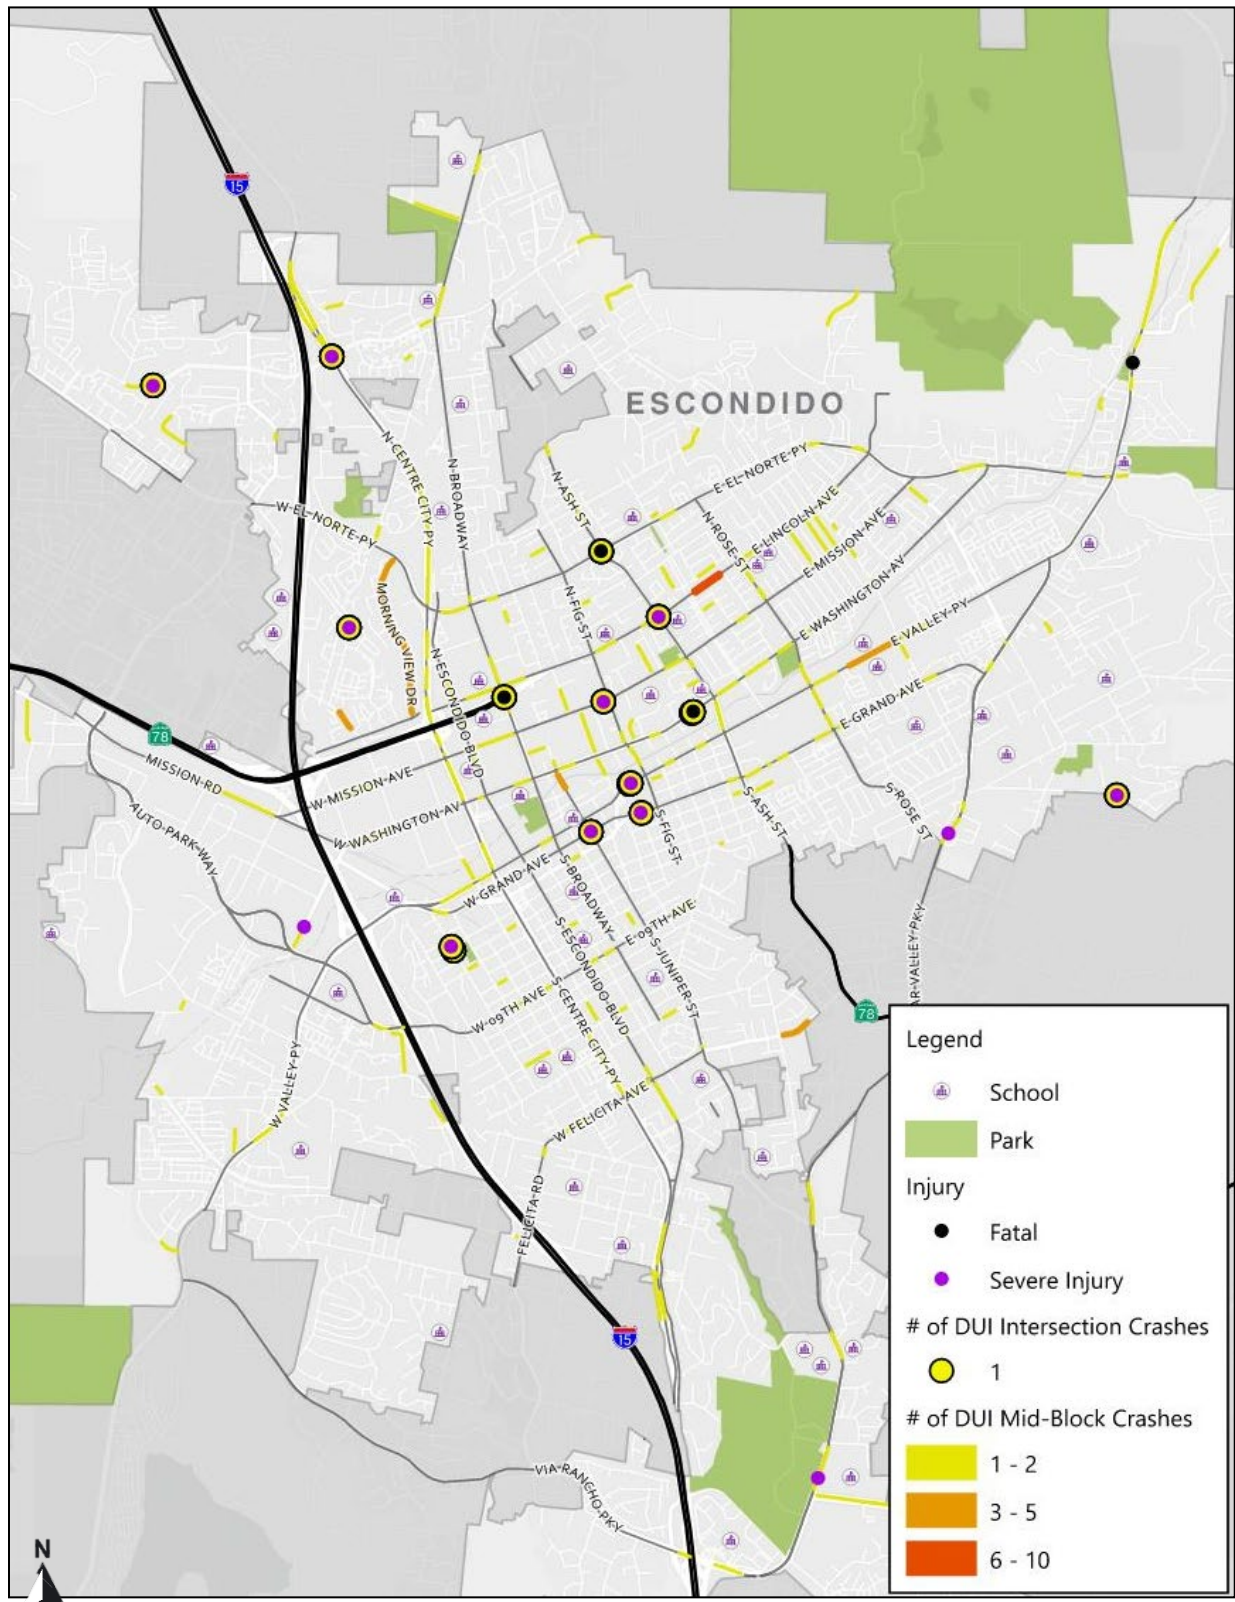 15
ESCONDIDO
N-CENTRE-CITY-PY
N-BROADWAY
N-ASH-ST
E-EL-NORTE-PY
W-EL-NORTE-PY
N-ROSE-ST
E-LINCOLN-AVE
E-MISSION-AVE
E-WASHINGTON-AV
N-FIG-ST
MORNING-VIEW-DR
N-ESCONDIDO-BLVD
E-VALLEY-PY
E-GRAND-AVE
78
MISSION-RD
W-MISSION-AVE
W-WASHINGTON-AV
AUTO-PARK-WAY
S-ASH-ST
S-ROSE ST
S-FIG-ST
W-GRAND-AVE
S-BROADWAY
E-09TH-AVE
S-ESCONDIDO-BLVD
S-JUNIPER-ST
S-CENTRE-CITY-PY
W-09TH AVE
AR-VALLEY-PKY
78
W-VALLEY-PY
W FELICITA-AVE
FELICITA-RD
15
VIA-RANCHO-PKY
N
Legend
School
Park
Injury
Fatal
Severe Injury
# of DUI Intersection Crashes
1
# of DUI Mid-Block Crashes
1 - 2
3 - 5
6 - 10